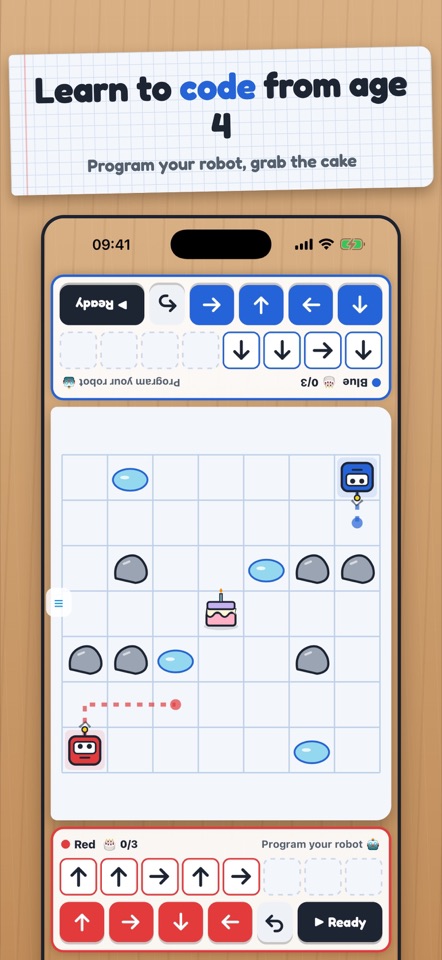 Learn to code from age
4
Program your robot, grab the cake
09:41
▶ Ready
Program your robot
Blue 0/3
Red 0/3
Program your robot
▶ Ready